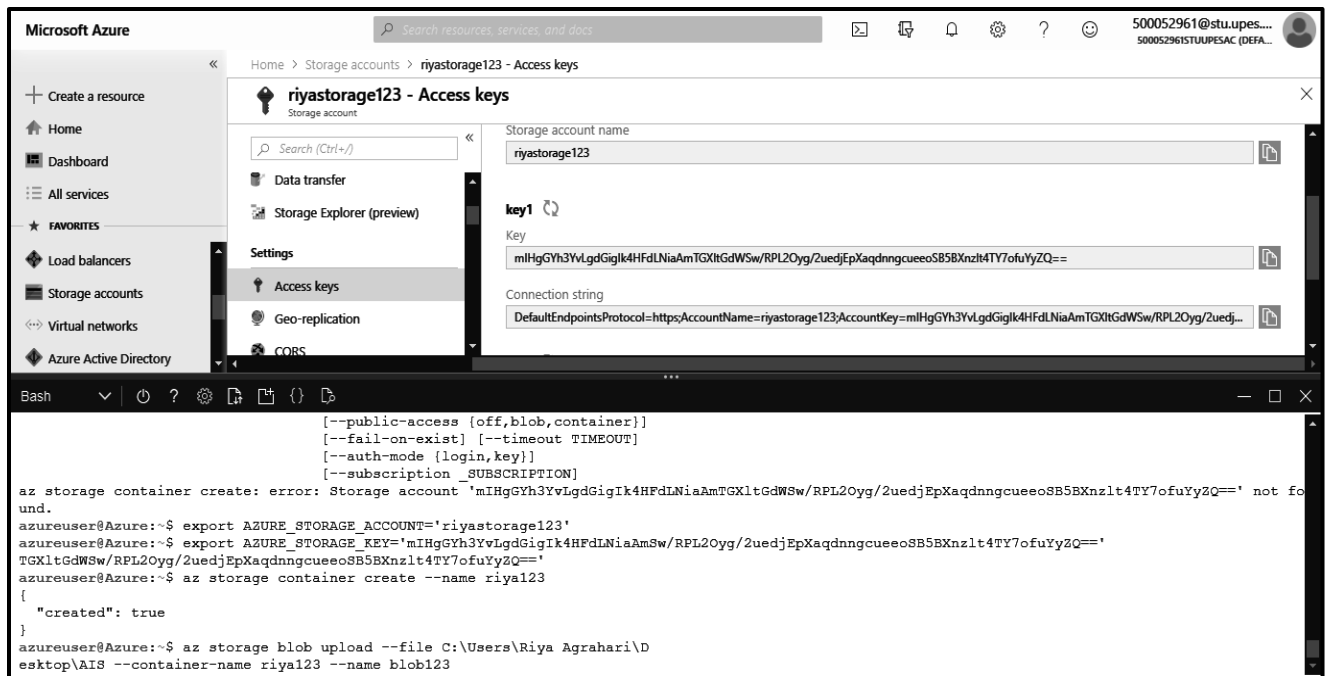 Microsoft Azure
Search resources, services, and docs
500052961@stu.upes....
500052961STUUPESAC (DEFA...
Home > Storage accounts > riyastorage123 - Access keys
Create a resource
Home
Dashboard
All services
FAVORITES
Load balancers
Storage accounts
Virtual networks
Azure Active Directory
riyastorage123 - Access keys
Storage account
Search (Ctrl+/)
Data transfer
Storage Explorer (preview)
Settings
Access keys
Geo-replication
CORS
Storage account name
riyastorage123
key1
Key
mIHgGYh3YvLgdGigIk4HFdLNiaAmTGXltGdWSw/RPL2Oyg/2uedjEpXaqdnngcueeoSB5BXnzlt4TY7ofuYyZQ==
Connection string
DefaultEndpointsProtocol=https;AccountName=riyastorage123;AccountKey=mIHgGYh3YvLgdGigIk4HFdLNiaAmTGXltGdWSw/RPL2Oyg/2uedj...
Bash
[--public-access {off,blob,container}]
[--fail-on-exist] [--timeout TIMEOUT]
[--auth-mode {login,key}]
[--subscription _SUBSCRIPTION]
az storage container create: error: Storage account 'mIHgGYh3YvLgdGigIk4HFdLNiaAmTGXltGdWSw/RPL2Oyg/2uedjEpXaqdnngcueeoSB5BXnzlt4TY7ofuYyZQ==' not fo
und.
azureuser@Azure:~$ export AZURE_STORAGE_ACCOUNT='riyastorage123'
azureuser@Azure:~$ export AZURE_STORAGE_KEY='mIHgGYh3YvLgdGigIk4HFdLNiaAmSw/RPL2Oyg/2uedjEpXaqdnngcueeoSB5BXnzlt4TY7ofuYyZQ=='
TGXltGdWSw/RPL2Oyg/2uedjEpXaqdnngcueeoSB5BXnzlt4TY7ofuYyZQ=='
azureuser@Azure:~$ az storage container create --name riya123
{
"created": true
}
azureuser@Azure:~$ az storage blob upload --file C:\Users\Riya Agrahari\D
esktop\AIS --container-name riya123 --name blob123